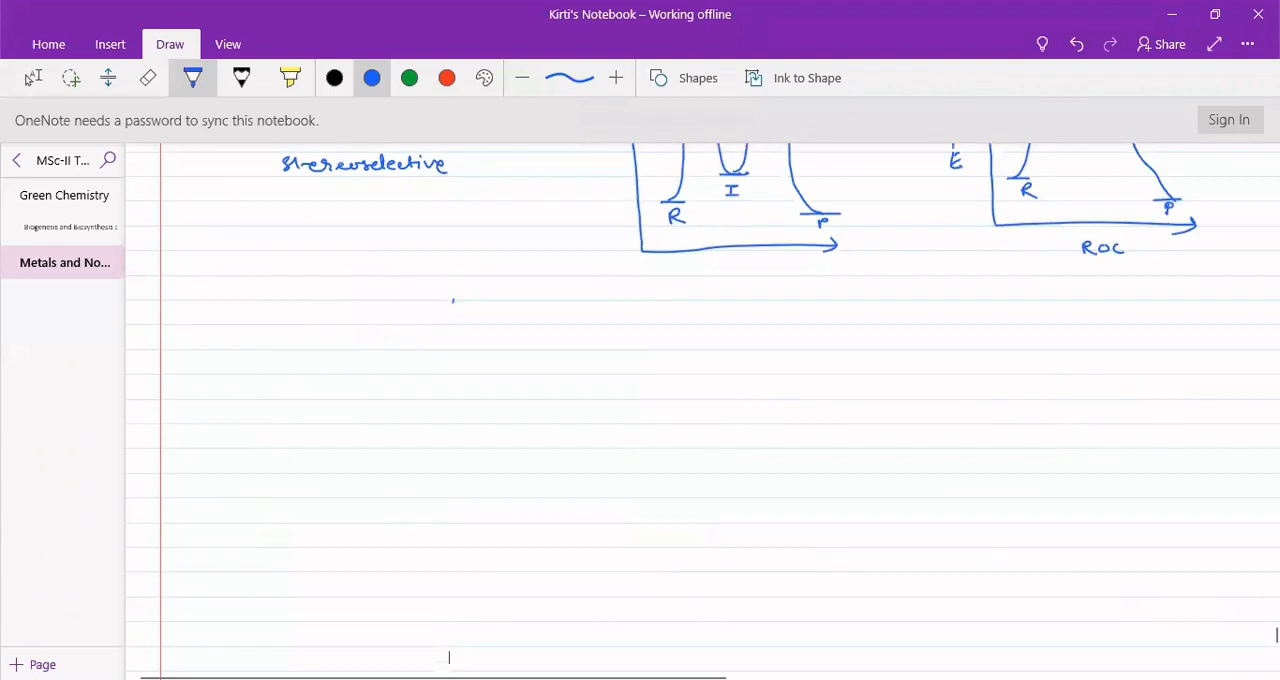 Kirti's Notebook – Working offline
Home Insert Draw View Share
Shapes Ink to Shape
OneNote needs a password to sync this notebook. Sign In
MSc-II T...
Green Chemistry
Biogenesis and Biosynthesis
Metals and No...
Stereoselective
R I P
E R P
ROC
Page